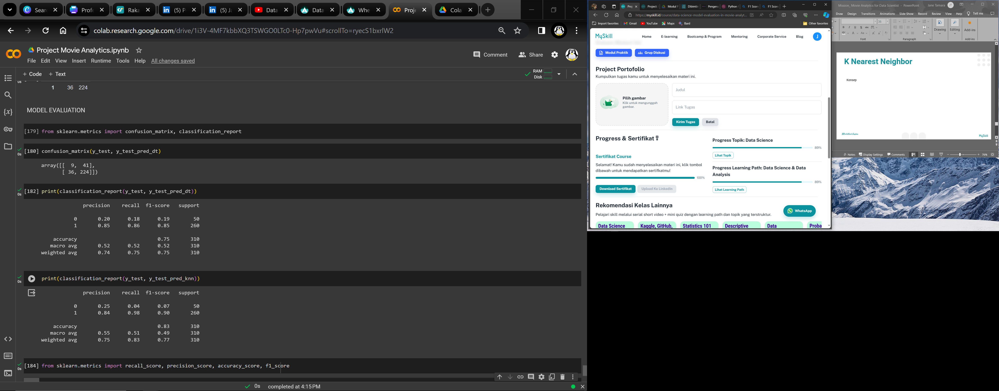 Sear
Profe
Raka
(5) P
(5) Ja
Data
Data
Whe
Proje
Cola
colab.research.google.com/drive/1i3V-4MF7kbbXQ3TSWGO0LTc0-Hp7pwVu#scrollTo=ryecS1bxrlW2
Project Movie Analytics.ipynb
File Edit View Insert Runtime Tools Help All changes saved
Comment Share
+ Code + Text
RAM
Disk
0s
1 36 224
MODEL EVALUATION
[179] from sklearn.metrics import confusion_matrix, classification_report
[180] confusion_matrix(y_test, y_test_pred_dt)
0s
array([[ 9, 41],
[ 36, 224]])
[182] print(classification_report(y_test, y_test_pred_dt))
0s
precision recall f1-score support
0 0.20 0.18 0.19 50
1 0.85 0.86 0.85 260
accuracy 0.75 310
macro avg 0.52 0.52 0.52 310
weighted avg 0.74 0.75 0.75 310
print(classification_report(y_test, y_test_pred_knn))
0s
precision recall f1-score support
0 0.25 0.04 0.07 50
1 0.84 0.98 0.90 260
accuracy 0.83 310
macro avg 0.55 0.51 0.49 310
weighted avg 0.75 0.83 0.77 310
[184] from sklearn.metrics import recall_score, precision_score, accuracy_score, f1_score
0s
0s completed at 4:15 PM
Proj
Project:
Modul P
Dibimbi
Pengena
Python
F1 Score
F1 Score
https://myskill.id/course/data-science-model-evaluation-in-movie-analyt...
Import favorites Gmail YouTube Maps Bard Other favorites
MySkill Home E-learning Bootcamp & Program Mentoring Corporate Service Blog J
Modul Praktik Grup Diskusi
Project Portofolio
Kumpulkan tugas kamu untuk menyelesaikan materi ini.
Pilih gambar
Klik untuk mengunggah
gambar.
Judul
Link Tugas
Kirim Tugas Batal
Progress & Sertifikat
Sertifikat Course
Selamat! Kamu sudah menyelesaikan materi ini, klik tombol
dibawah untuk mendapatkan sertifkatmu!
100%
Download Sertifikat Upload Ke LinkedIn
Progress Topik: Data Science
89%
Lihat Topik
Progress Learning Path: Data Science & Data
Analysis
89%
Lihat Learning Path
Rekomendasi Kelas Lainnya
Pelajari skill melalui serial short video + mini quiz dengan learning path dan topik yang terstruktur.
WhatsApp
Data Science Kaggle, GitHub, Statistics 101 Descriptive Data Proba
Mission_ Movie Analytics for Data Scientist - PowerPoint Jane Tamara JT
Draw Design Transitions Animations Slide Show Record Review View Help Tell me
36
Drawing Editing Add-ins
Font Paragraph Add-ins
K Nearest Neighbor
Konsep
MySkill
Notes Display Settings Comments 76%